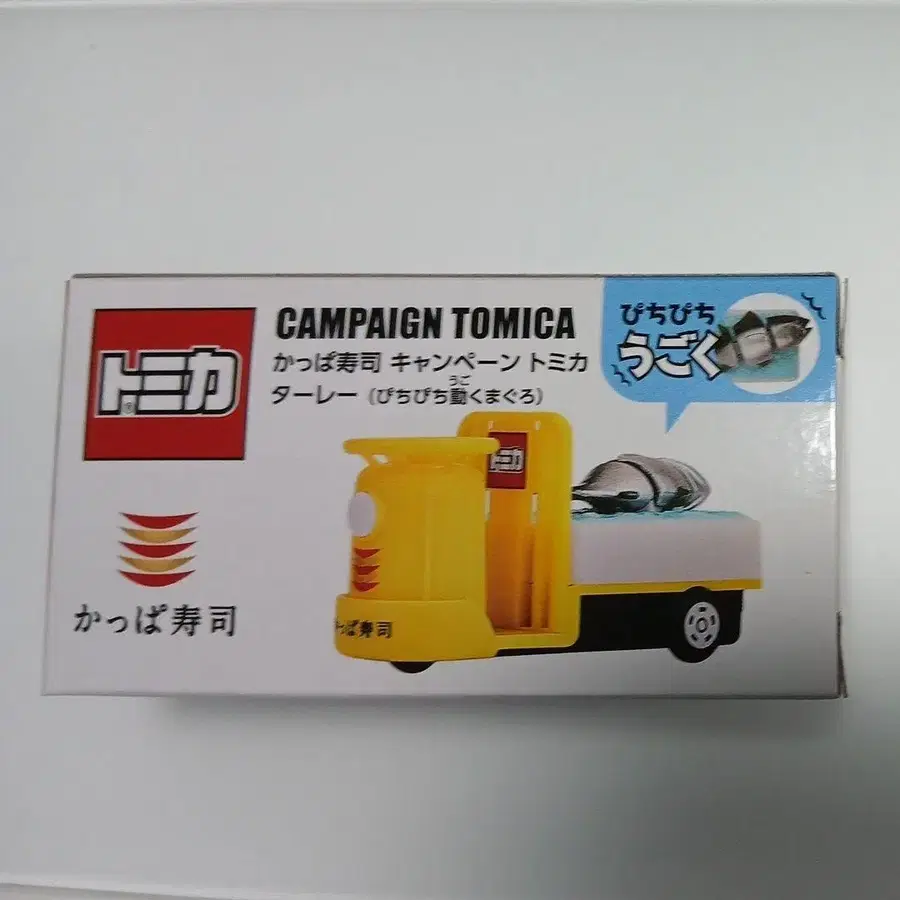 トミカ
CAMPAIGN TOMICA
かっぱ寿司 キャンペーン トミカ
うご
ターレー（ぴちぴち動くまぐろ）
ぴちぴち
うごく
トミカ
かっぱ寿司
っぱ寿司